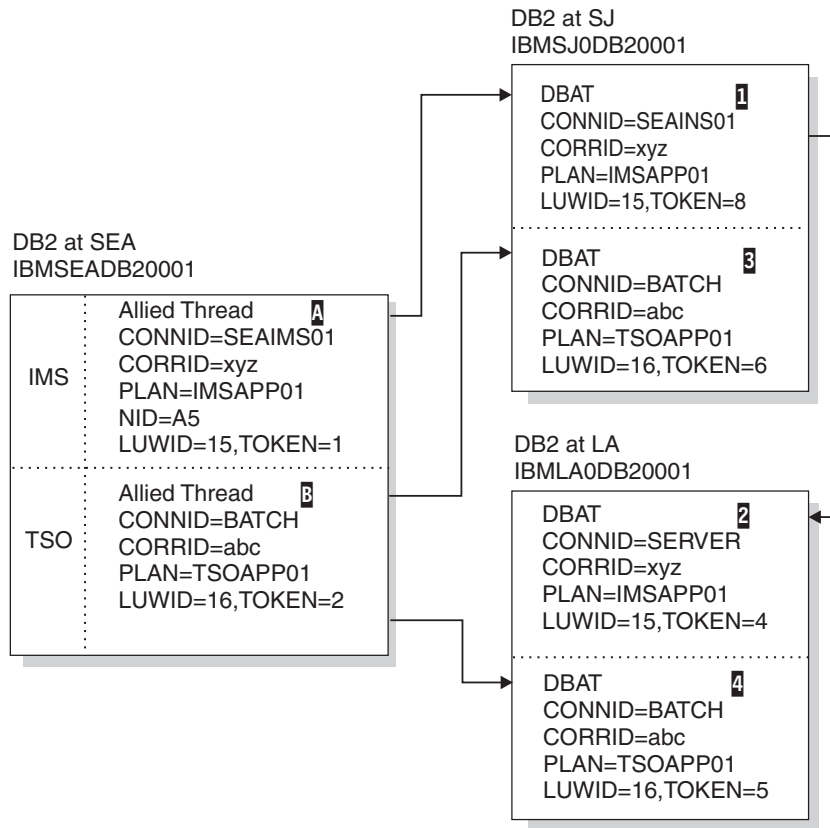 DB2 at SJ
IBMSJ0DB20001
DBAT 1
CONNID=SEAINS01
CORRID=xyz
PLAN=IMSAPP01
LUWID=15,TOKEN=8
DBAT 3
CONNID=BATCH
CORRID=abc
PLAN=TSOAPP01
LUWID=16,TOKEN=6
DB2 at SEA
IBMSEADB20001
IMS
Allied Thread A
CONNID=SEAIMS01
CORRID=xyz
PLAN=IMSAPP01
NID=A5
LUWID=15,TOKEN=1
TSO
Allied Thread B
CONNID=BATCH
CORRID=abc
PLAN=TSOAPP01
LUWID=16,TOKEN=2
DB2 at LA
IBMLA0DB20001
DBAT 2
CONNID=SERVER
CORRID=xyz
PLAN=IMSAPP01
LUWID=15,TOKEN=4
DBAT 4
CONNID=BATCH
CORRID=abc
PLAN=TSOAPP01
LUWID=16,TOKEN=5